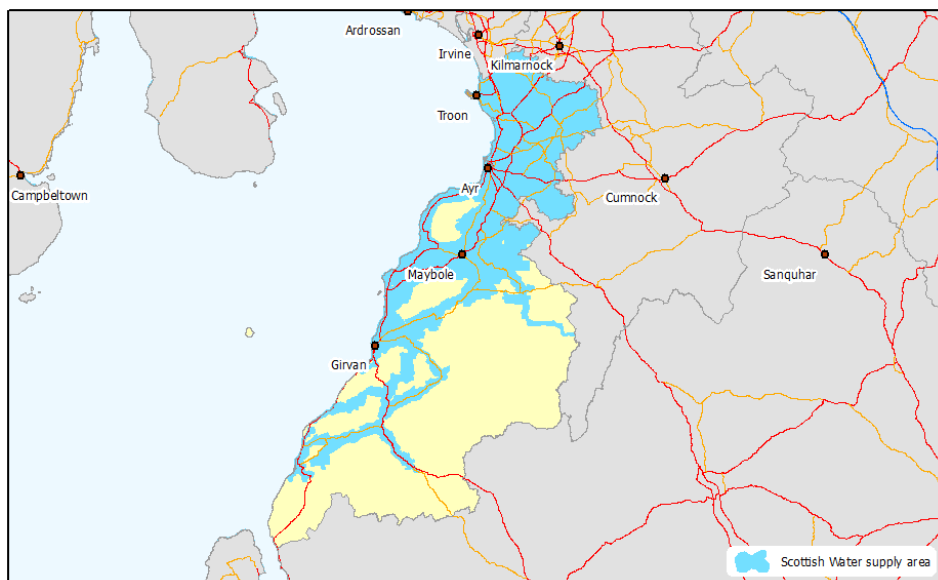 Ardrossan
Irvine
Kilmarnock
Troon
Ayr
Campbeltown
Cumnock
Maybole
Sanquhar
Girvan
Scottish Water supply area